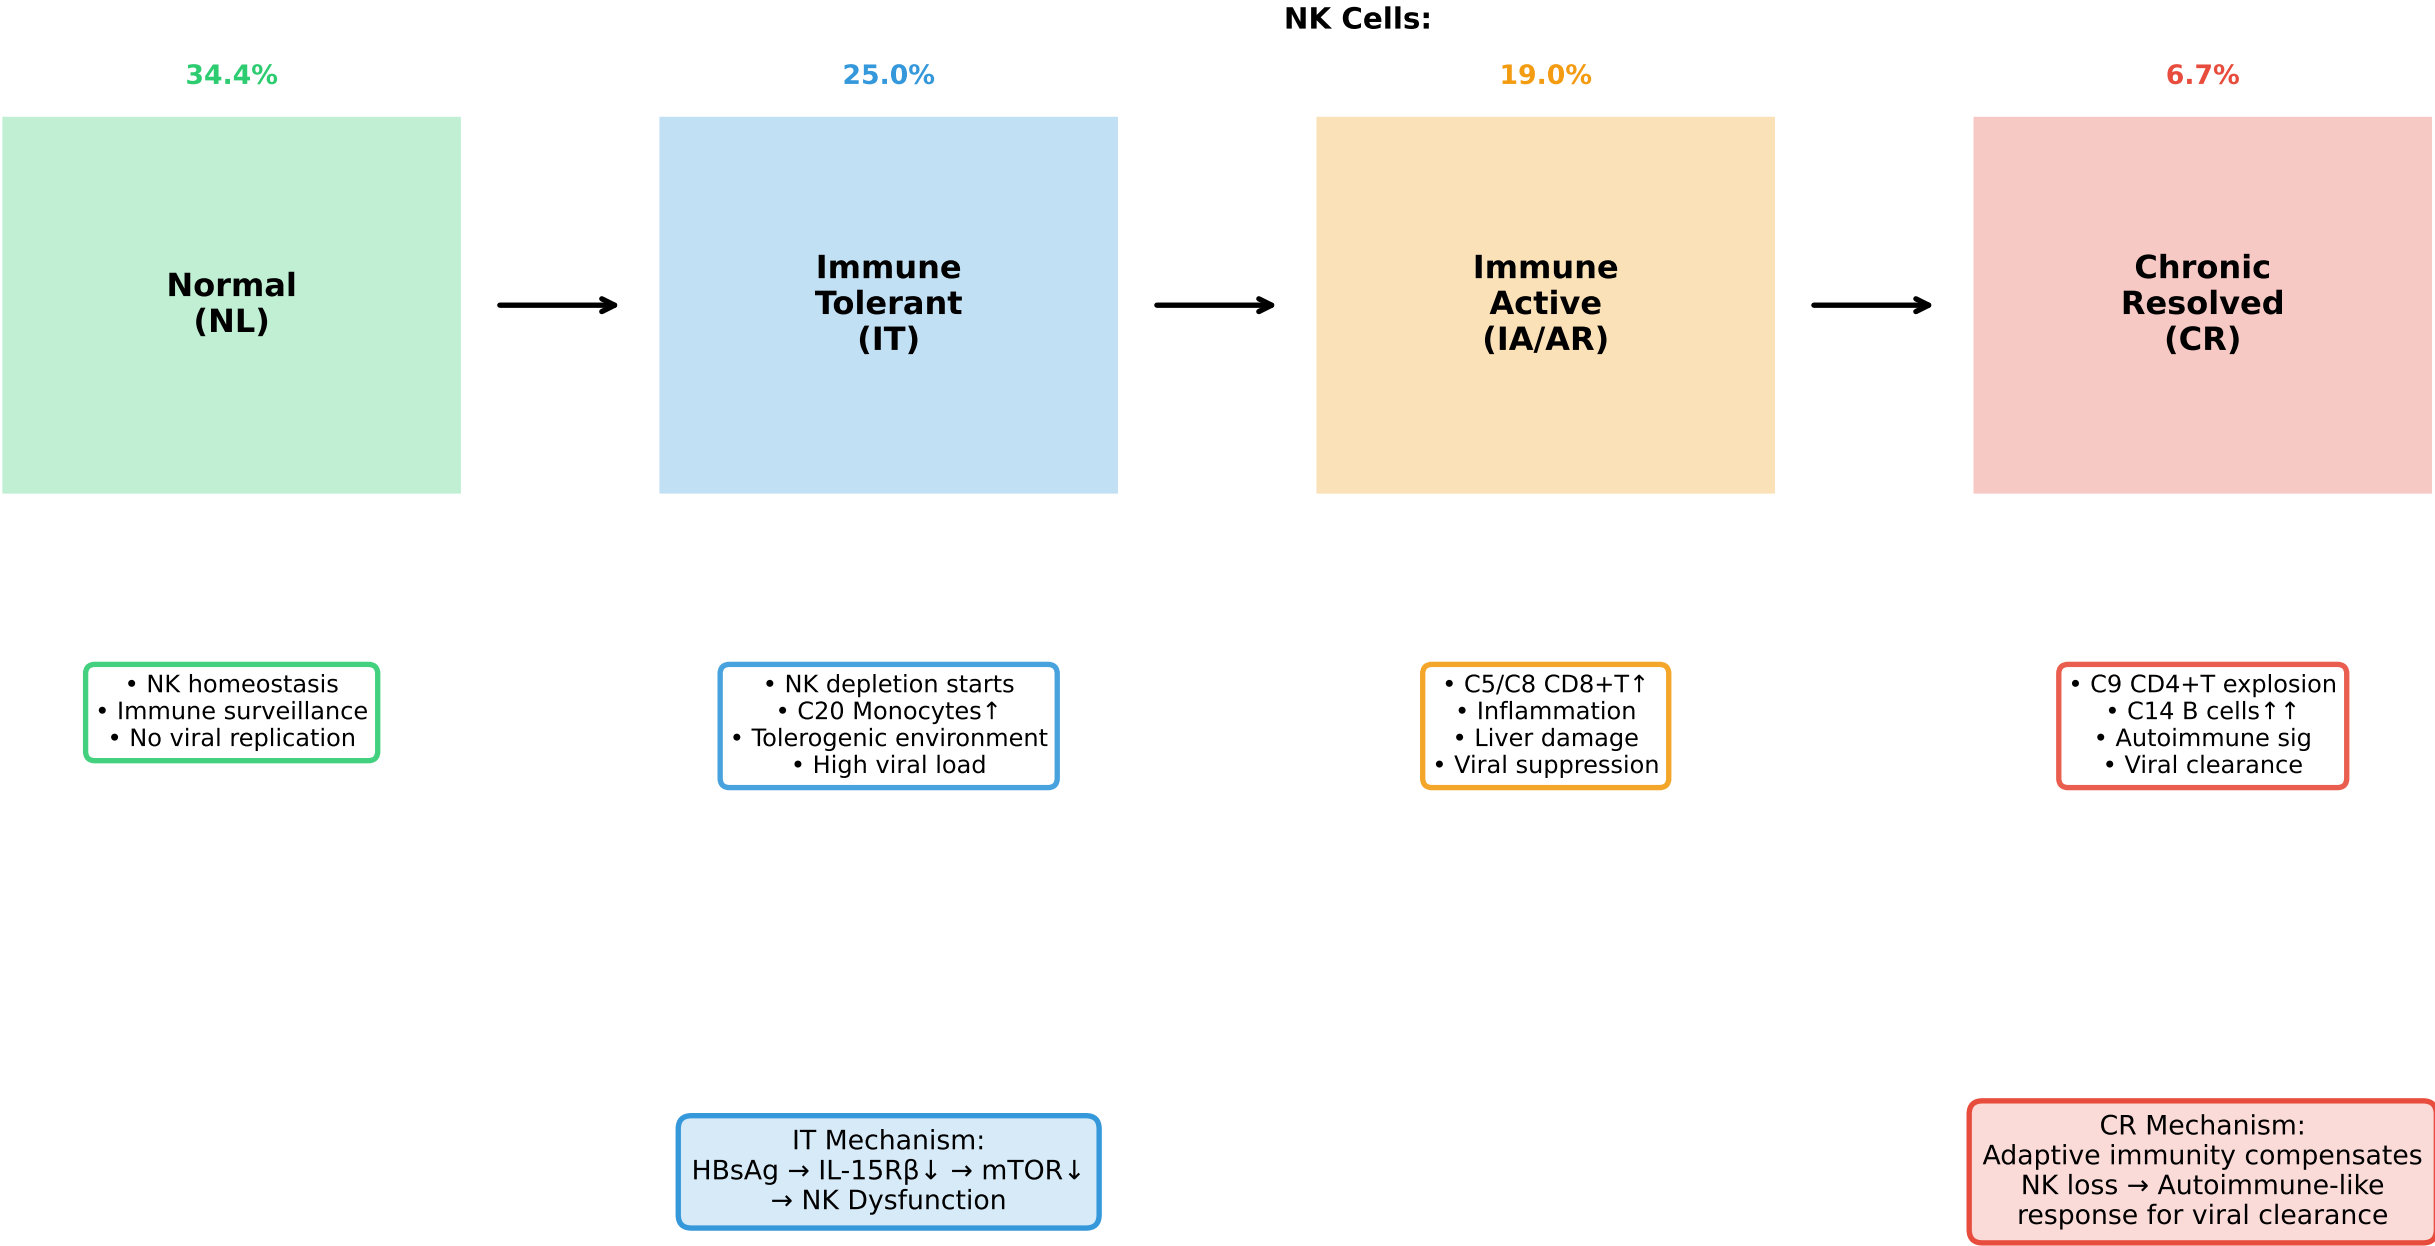 NK Cells:
34.4%
25.0%
19.0%
6.7%
Normal
(NL)
Immune
Tolerant
(IT)
Immune
Active
(IA/AR)
Chronic
Resolved
(CR)
• NK homeostasis
• Immune surveillance
• No viral replication
• NK depletion starts
• C20 Monocytes↑
• Tolerogenic environment
• High viral load
• C5/C8 CD8+T↑
• Inflammation
• Liver damage
• Viral suppression
• C9 CD4+T explosion
• C14 B cells↑↑
• Autoimmune sig
• Viral clearance
IT Mechanism:
HBsAg → IL-15Rβ↓ → mTOR↓
→ NK Dysfunction
CR Mechanism:
Adaptive immunity compensates
NK loss → Autoimmune-like
response for viral clearance